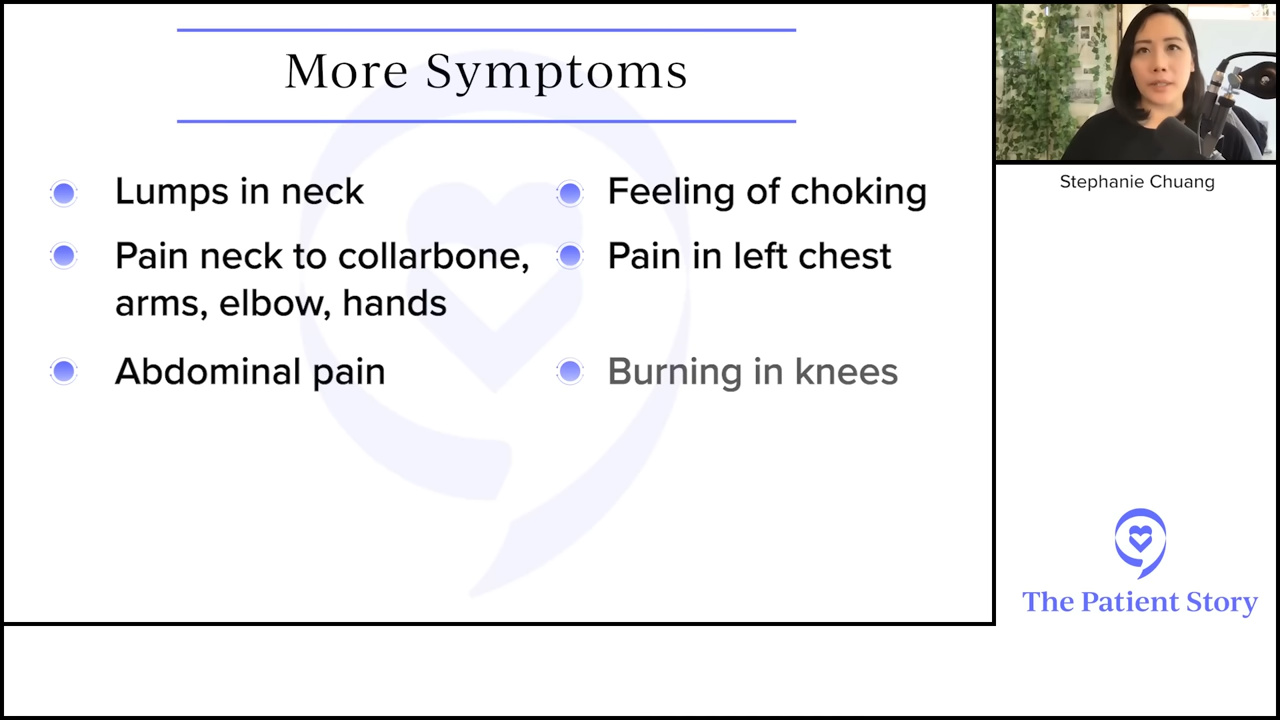 More Symptoms
Lumps in neck
Pain neck to collarbone,
arms, elbow, hands
Abdominal pain
Feeling of choking
Pain in left chest
Burning in knees
Stephanie Chuang
The Patient Story